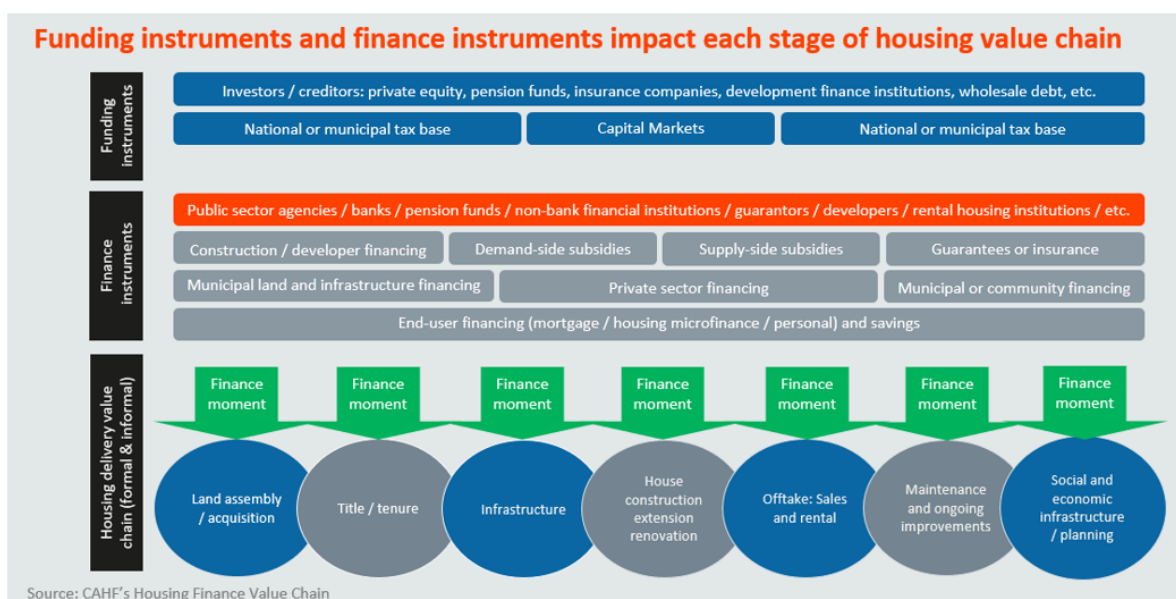 Funding instruments and finance instruments impact each stage of housing value chain
Funding
instruments
Investors / creditors: private equity, pension funds, insurance companies, development finance institutions, wholesale debt, etc.
National or municipal tax base
Capital Markets
National or municipal tax base
Finance
instruments
Public sector agencies / banks / pension funds / non-bank financial institutions / guarantors / developers / rental housing institutions / etc.
Construction / developer financing
Demand-side subsidies
Supply-side subsidies
Guarantees or insurance
Municipal land and infrastructure financing
Private sector financing
Municipal or community financing
End-user financing (mortgage / housing microfinance / personal) and savings
Housing delivery value
chain (formal & informal)
Finance
moment
Finance
moment
Finance
moment
Finance
moment
Finance
moment
Finance
moment
Finance
moment
Land assembly
/ acquisition
Title / tenure
Infrastructure
House
construction
extension
renovation
Offtake: Sales
and rental
Maintenance
and ongoing
improvements
Social and
economic
infrastructure
/ planning
Source: CAHF's Housing Finance Value Chain